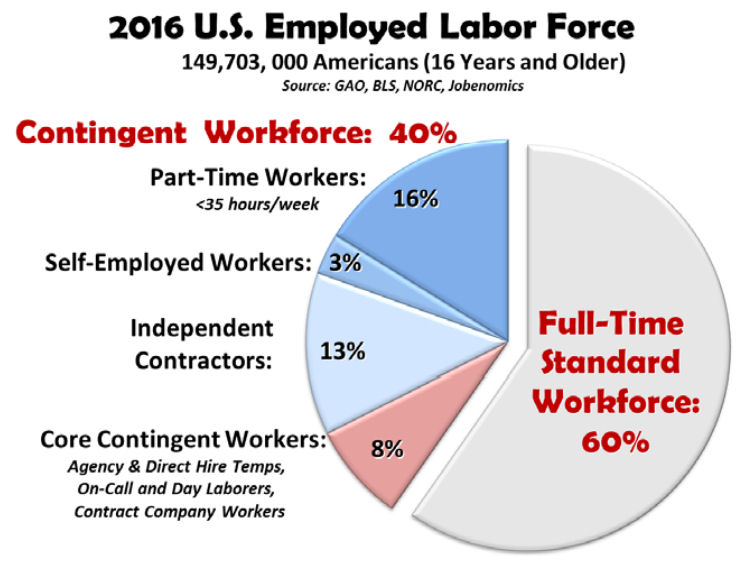 2016 U.S. Employed Labor Force
149,703, 000 Americans (16 Years and Older)
Source: GAO, BLS, NORC, Jobenomics
Contingent Workforce: 40%
Part-Time Workers:
<35 hours/week
16%
Self-Employed Workers:
3%
Independent
Contractors:
13%
Core Contingent Workers:
Agency & Direct Hire Temps,
On-Call and Day Laborers,
Contract Company Workers
8%
Full-Time
Standard
Workforce:
60%